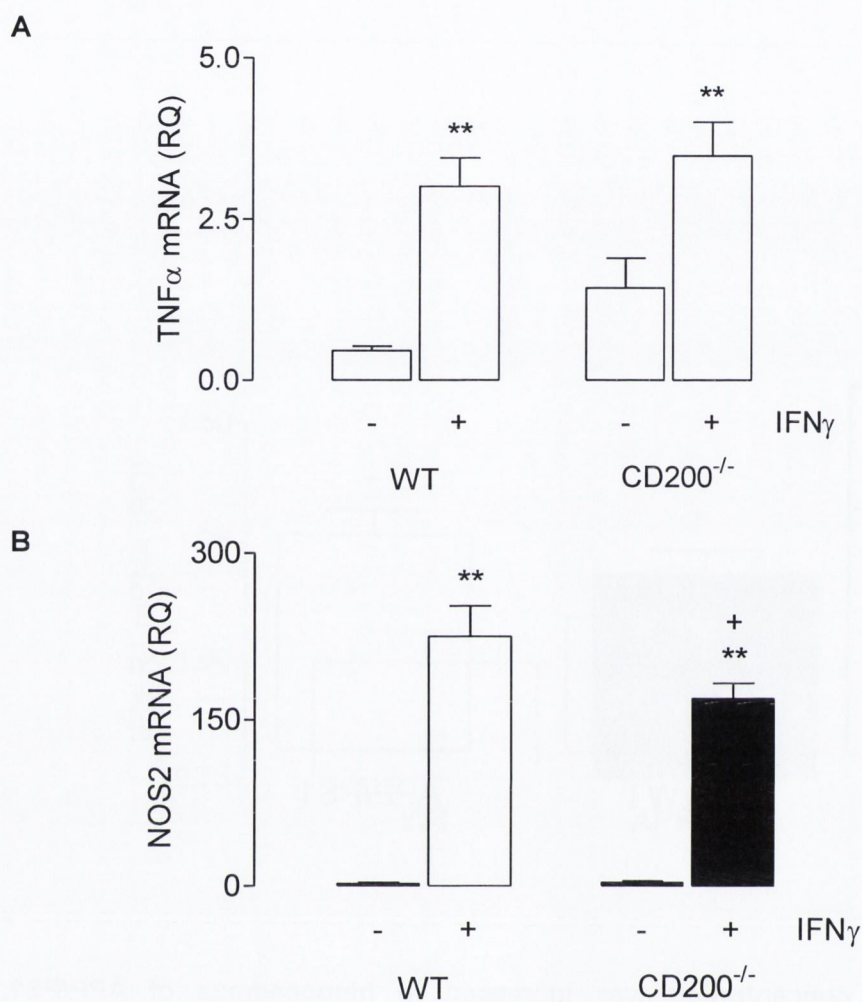 A
TNFα mRNA (RQ)
5.0
2.5
0.0
**
**
- + - + IFNγ
WT CD200-/-
B
NOS2 mRNA (RQ)
300
150
0
**
+
**
- + - + IFNγ
WT CD200-/-